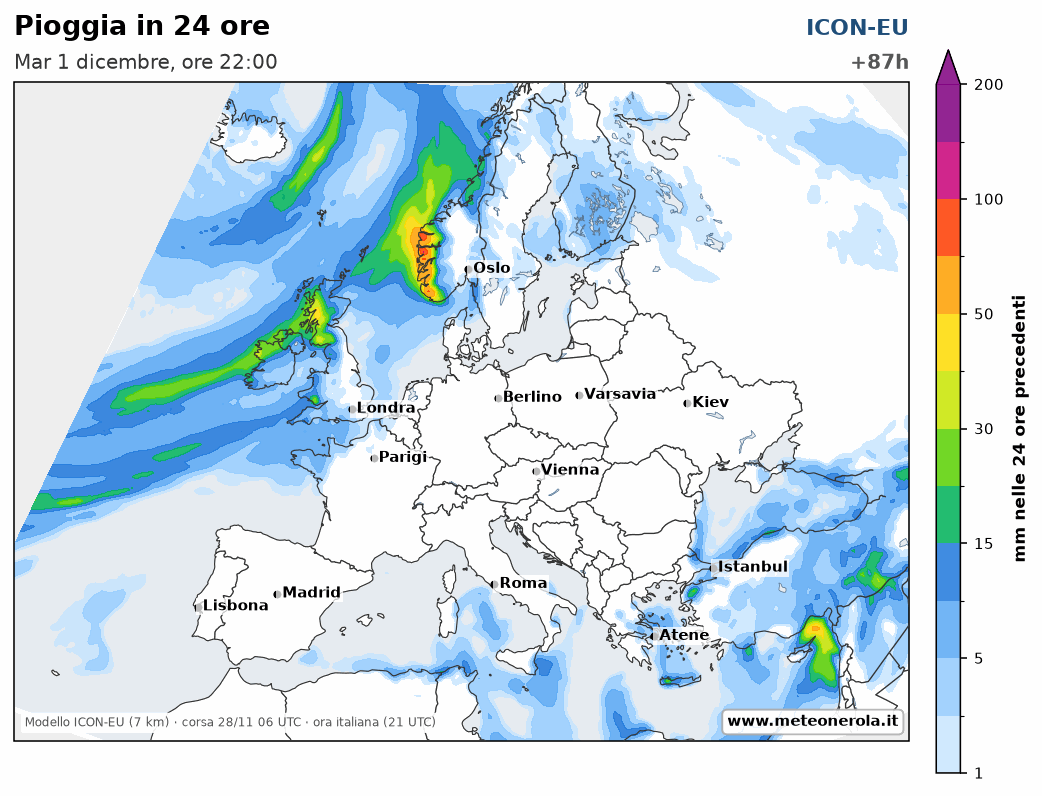 Pioggia in 24 ore
ICON-EU
Mar 1 dicembre, ore 22:00
+87h
200
100
50
30
15
5
1
mm nelle 24 ore precedenti
Oslo
Berlino
Varsavia
Kiev
Londra
Parigi
Vienna
Istanbul
Roma
Madrid
Lisbona
Atene
Modello ICON-EU (7 km) · corsa 28/11 06 UTC · ora italiana (21 UTC)
www.meteonerola.it